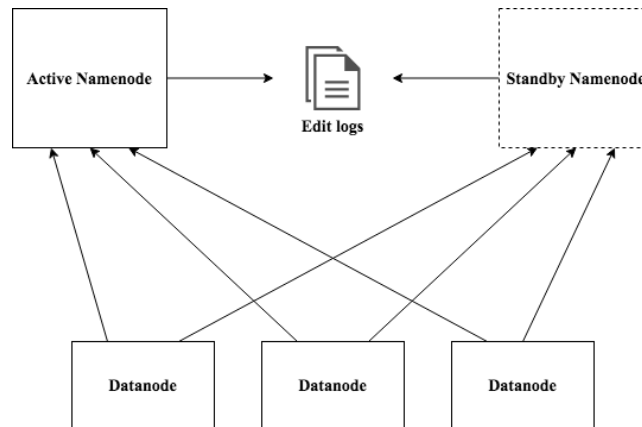 Active Namenode
Edit logs
Standby Namenode
Datanode
Datanode
Datanode